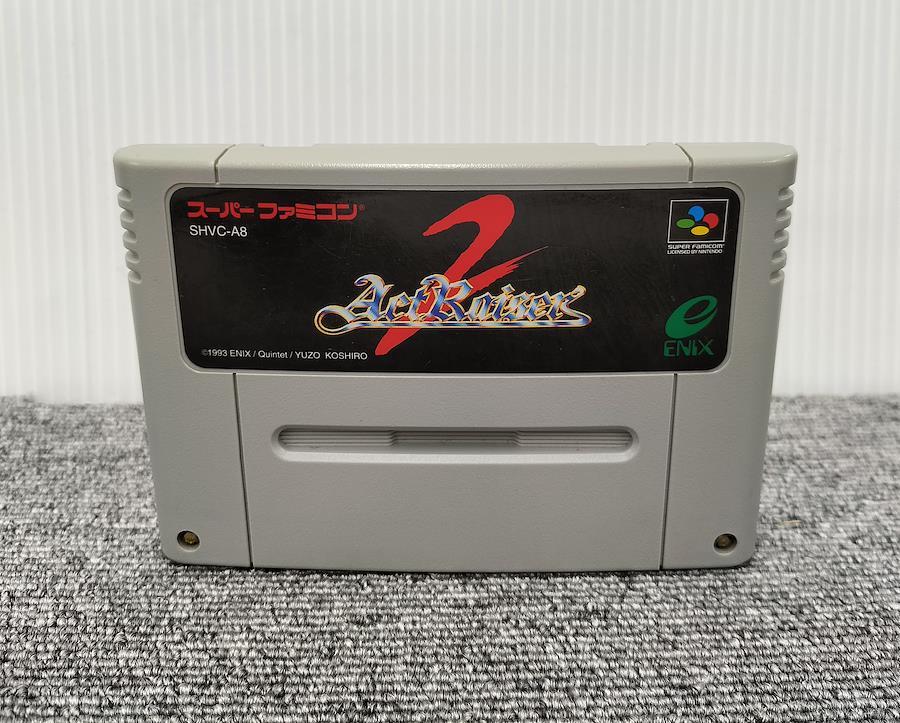 スーパーファミコン®
SHVC-A8
2
ActRaiser
SUPER FAMICOM
LICENSED BY NINTENDO
e
ENIX
©1993 ENIX / Quintet / YUZO KOSHIRO